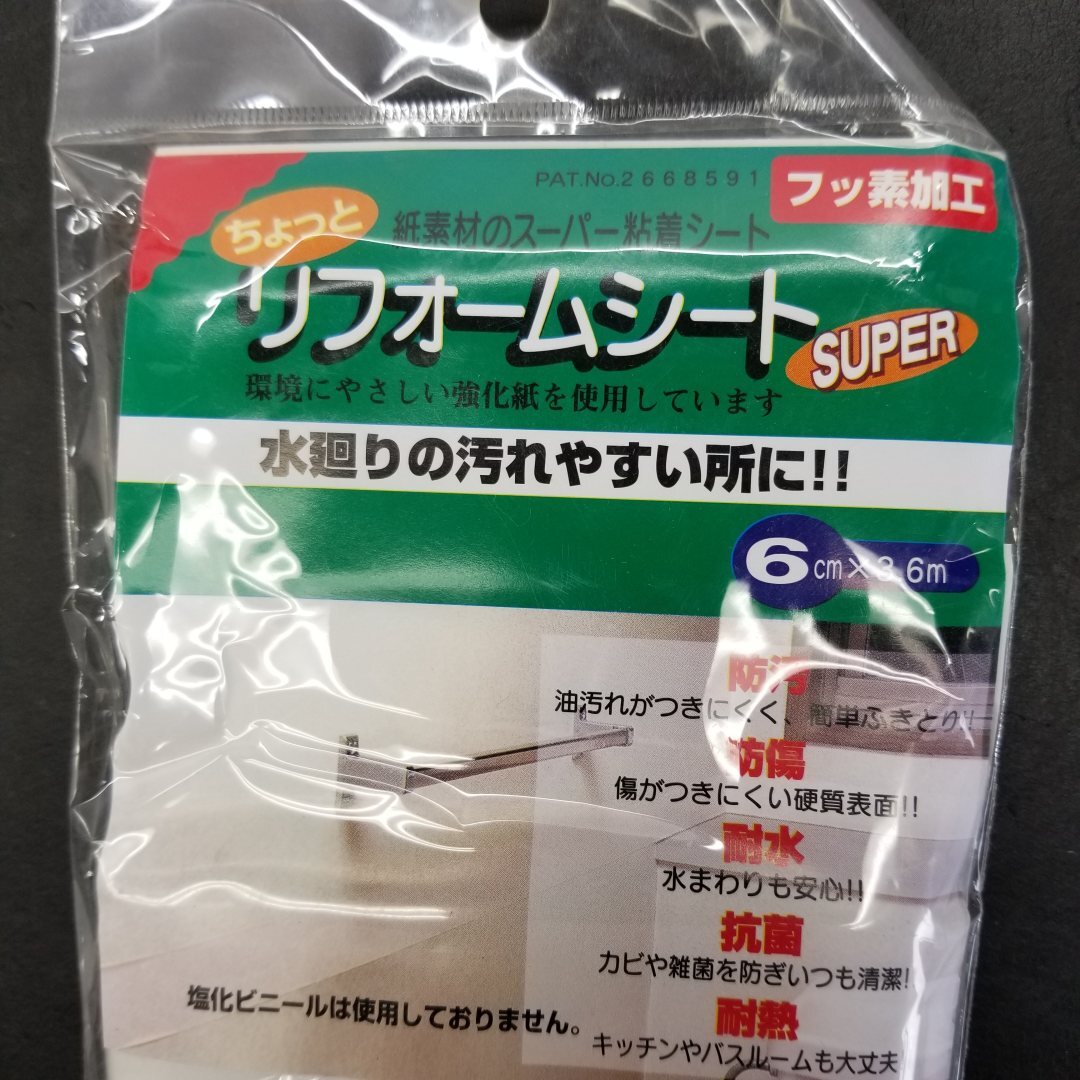 PAT.No.2668591
フッ素加工
ちょっと
紙素材のスーパー粘着シート
リフォームシート
SUPER
環境にやさしい強化紙を使用しています
水廻りの汚れやすい所に!!
6cm×3.6m
防汚
油汚れがつきにくく、簡単ふきとり!!
防傷
傷がつきにくい硬質表面!!
耐水
水まわりも安心!!
抗菌
カビや雑菌を防ぎいつも清潔!
耐熱
キッチンやバスルームも大丈夫
塩化ビニールは使用しておりません。